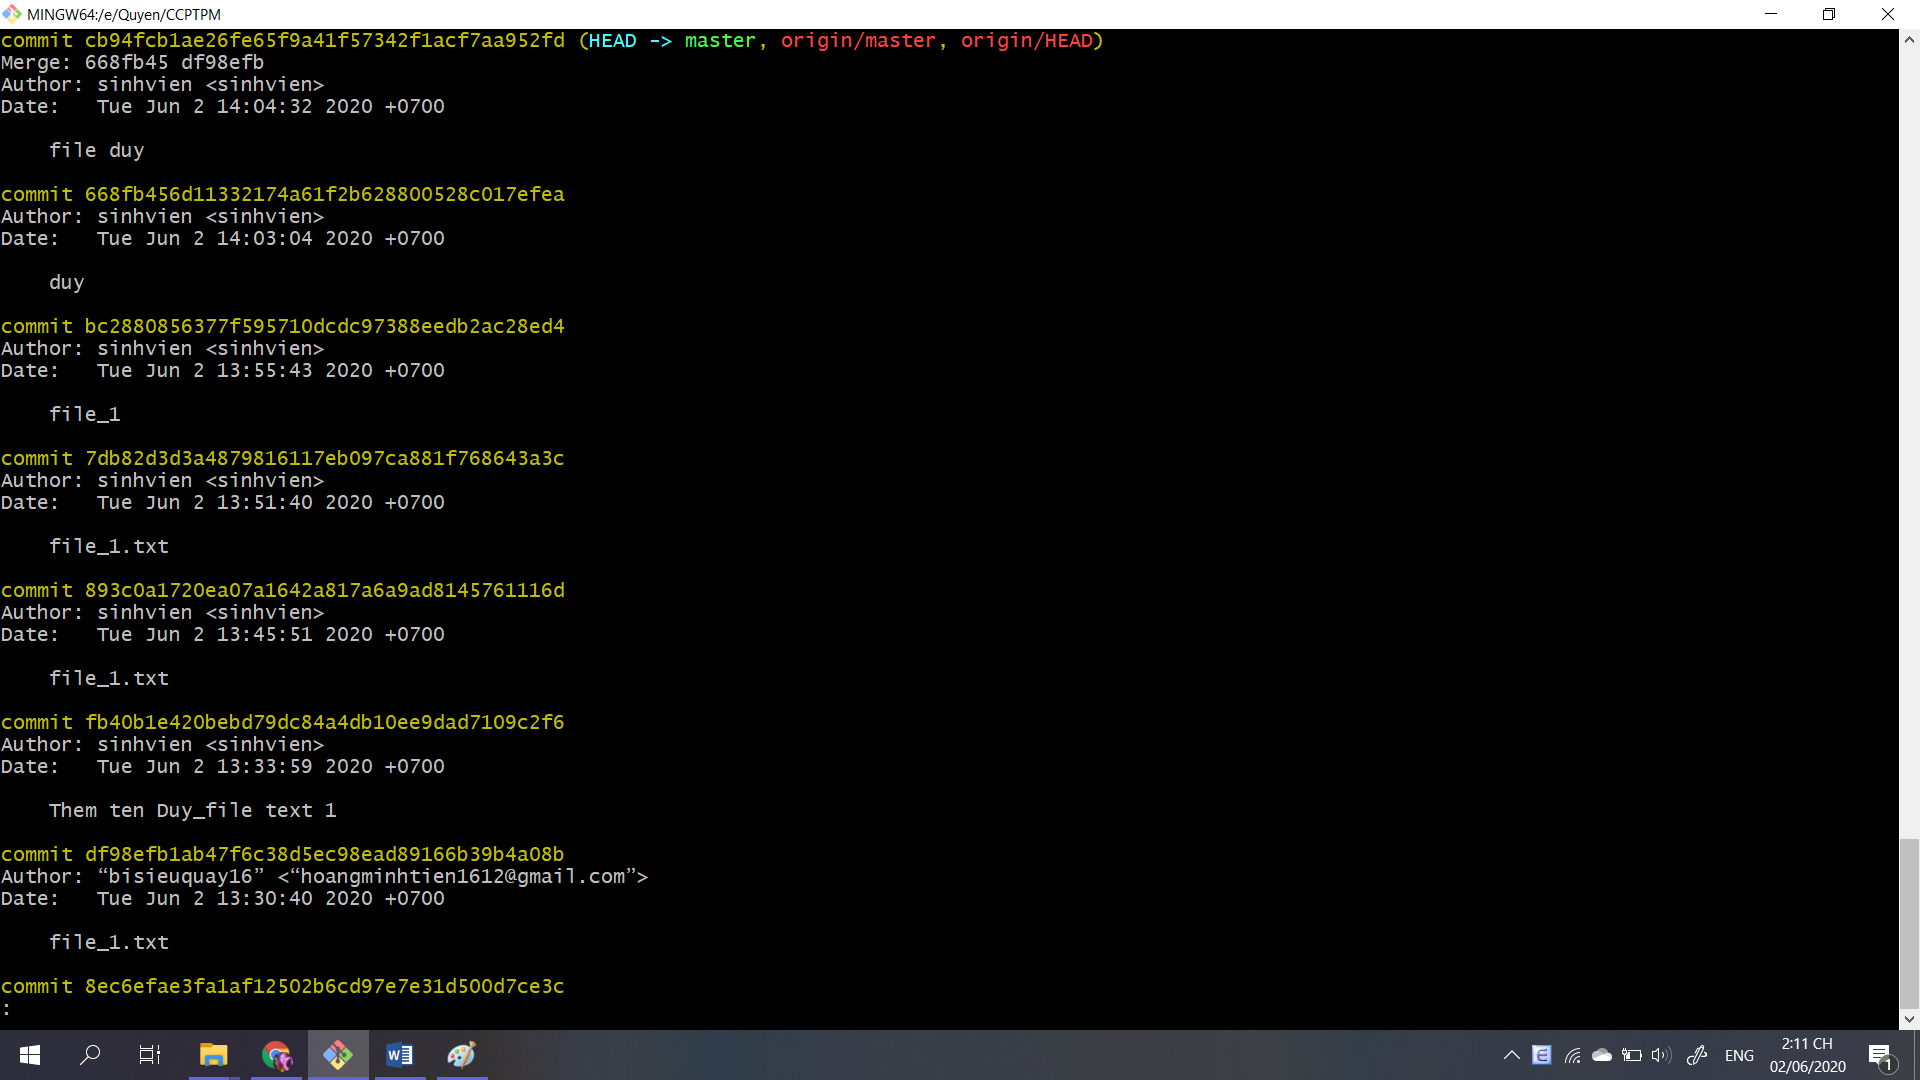 MINGW64:/e/Quyen/CCPTPM
commit cb94fcb1ae26fe65f9a41f57342f1acf7aa952fd (HEAD -> master, origin/master, origin/HEAD)
Merge: 668fb45 df98efb
Author: sinhvien <sinhvien>
Date:   Tue Jun 2 14:04:32 2020 +0700
file duy
commit 668fb456d11332174a61f2b628800528c017efea
Author: sinhvien <sinhvien>
Date:   Tue Jun 2 14:03:04 2020 +0700
duy
commit bc2880856377f595710dcdc97388eedb2ac28ed4
Author: sinhvien <sinhvien>
Date:   Tue Jun 2 13:55:43 2020 +0700
file_1
commit 7db82d3d3a4879816117eb097ca881f768643a3c
Author: sinhvien <sinhvien>
Date:   Tue Jun 2 13:51:40 2020 +0700
file_1.txt
commit 893c0a1720ea07a1642a817a6a9ad8145761116d
Author: sinhvien <sinhvien>
Date:   Tue Jun 2 13:45:51 2020 +0700
file_1.txt
commit fb40b1e420bebd79dc84a4db10ee9dad7109c2f6
Author: sinhvien <sinhvien>
Date:   Tue Jun 2 13:33:59 2020 +0700
Them ten Duy_file text 1
commit df98efb1ab47f6c38d5ec98ead89166b39b4a08b
Author: “bisieuquay16” <“hoangminhtien1612@gmail.com”>
Date:   Tue Jun 2 13:30:40 2020 +0700
file_1.txt
commit 8ec6efae3fa1af12502b6cd97e7e31d500d7ce3c
:
ENG
2:11 CH
02/06/2020
1